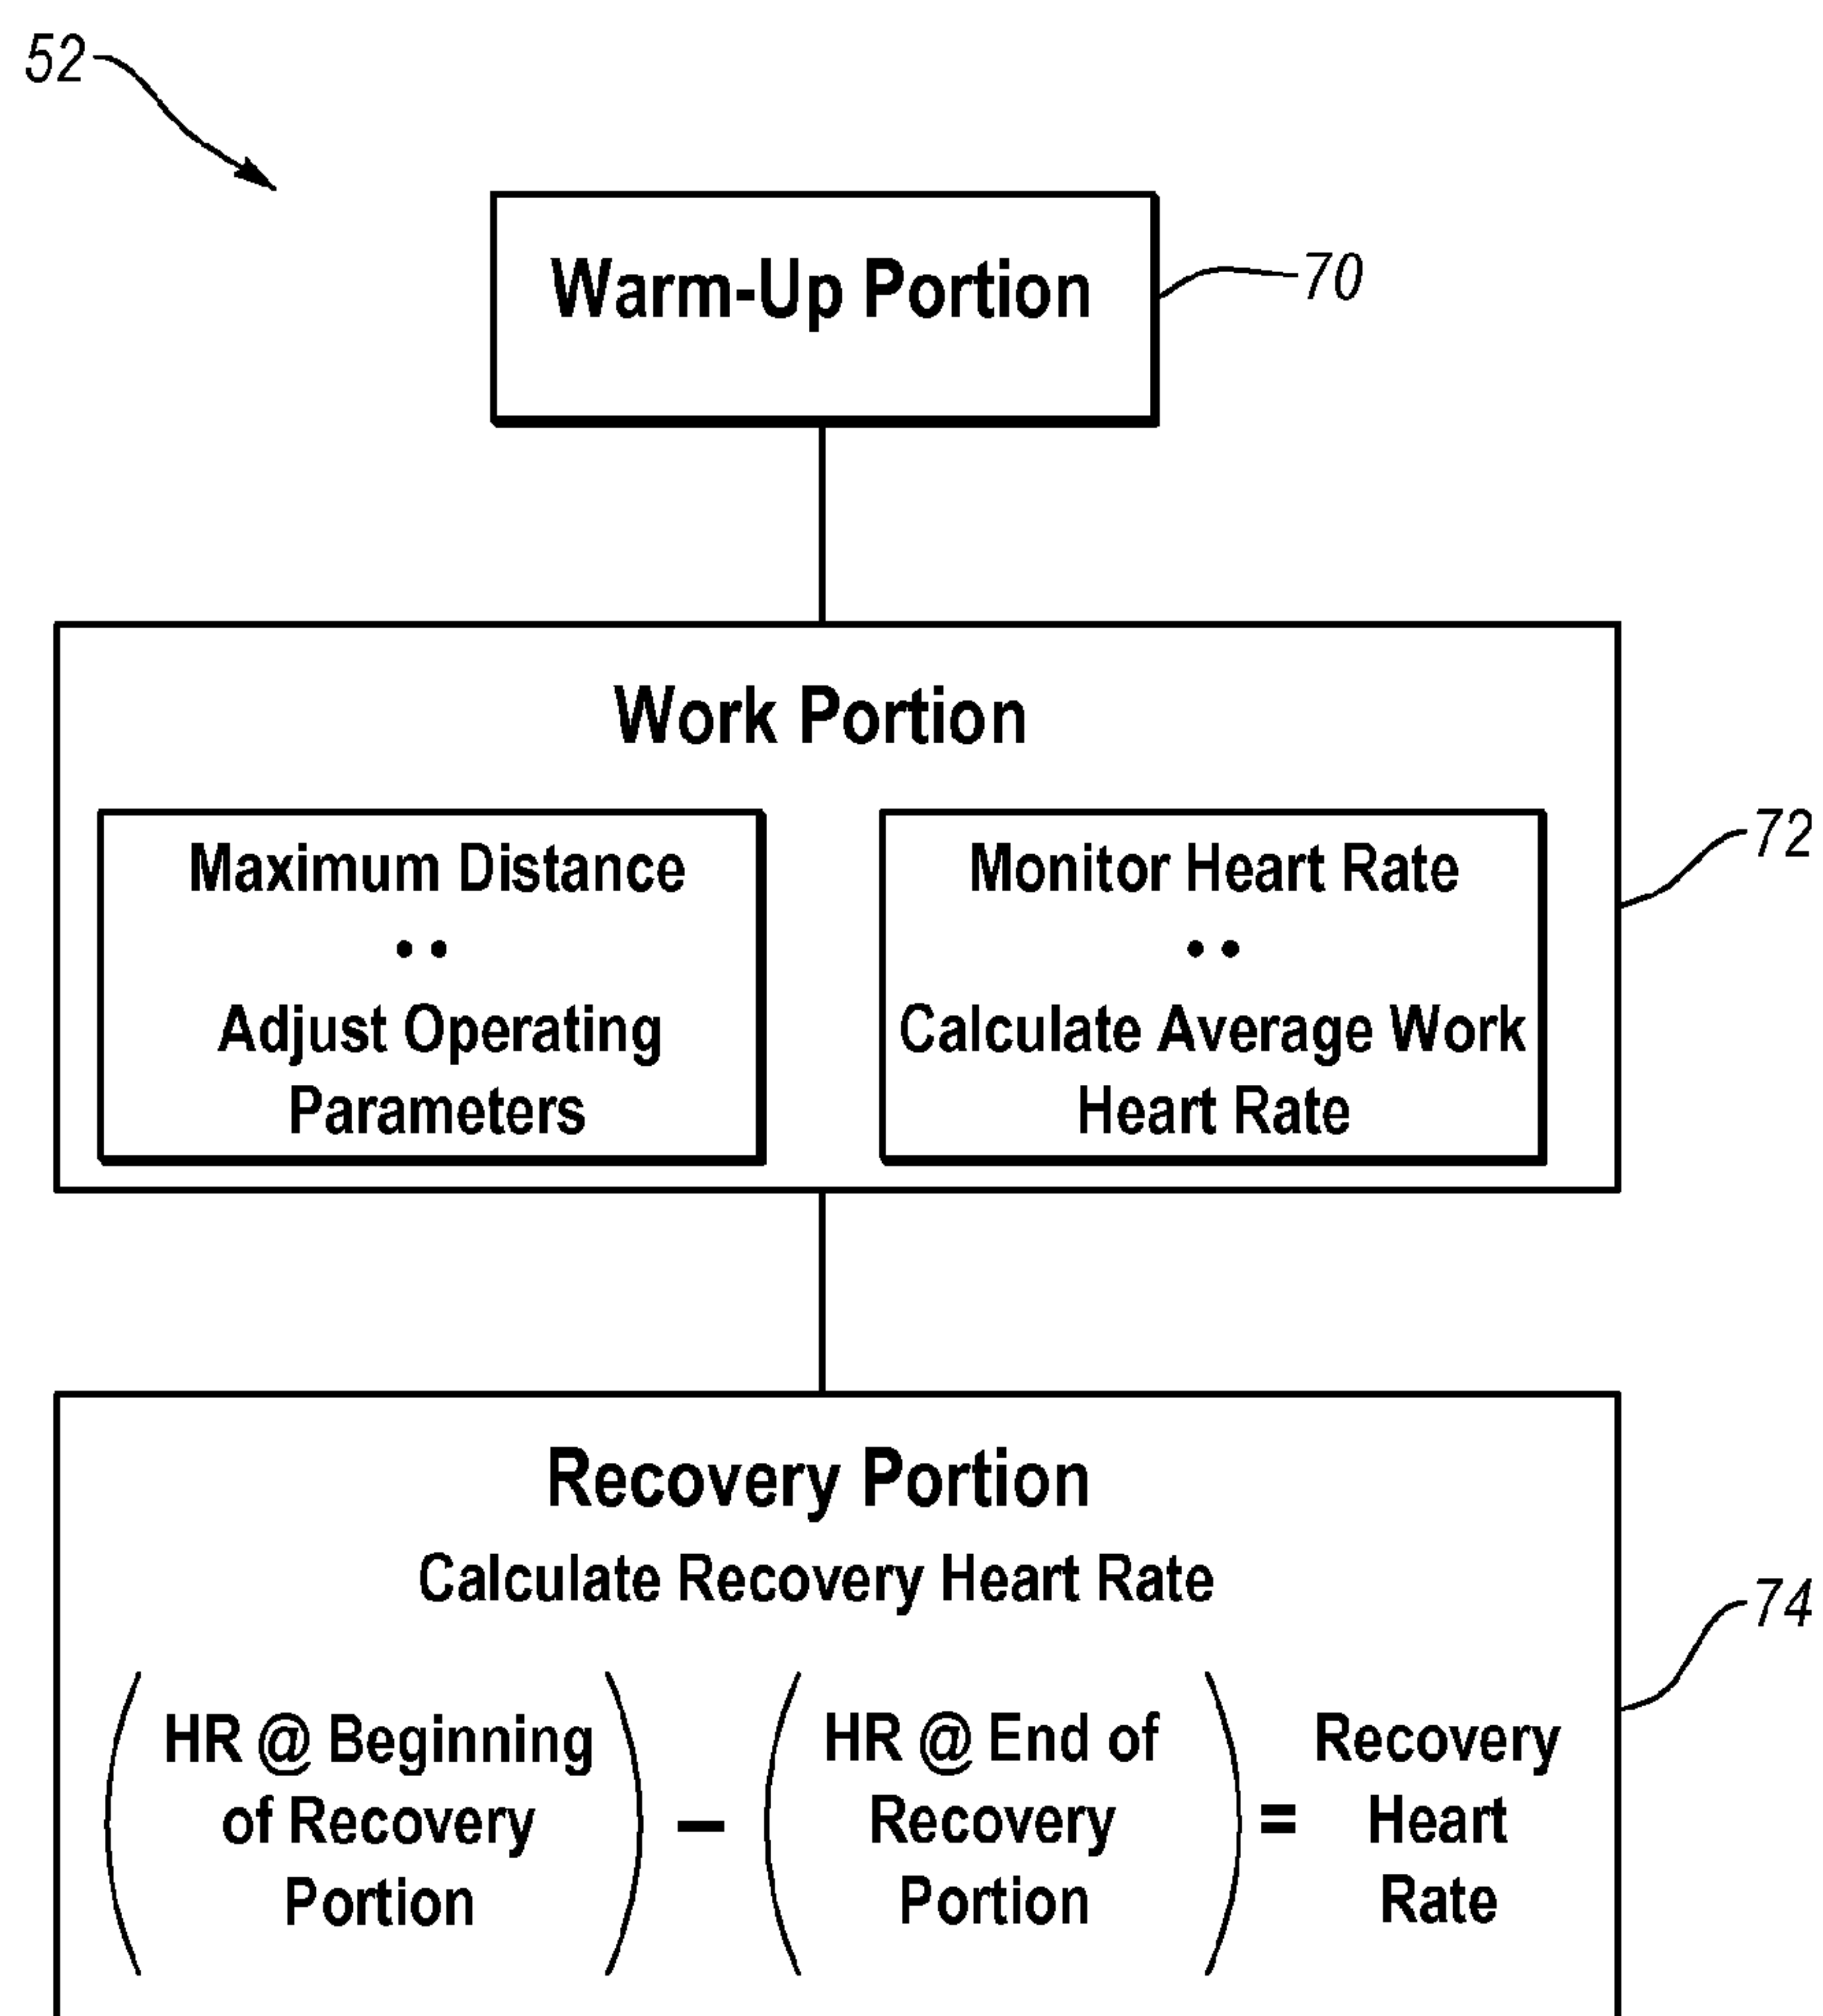 52
Warm-Up Portion
70
Work Portion
72
Maximum Distance
••
Adjust Operating
Parameters
Monitor Heart Rate
••
Calculate Average Work
Heart Rate
Recovery Portion
Calculate Recovery Heart Rate
74
(HR @ Beginning
of Recovery
Portion)
–
(HR @ End of
Recovery
Portion)
=
Recovery
Heart
Rate